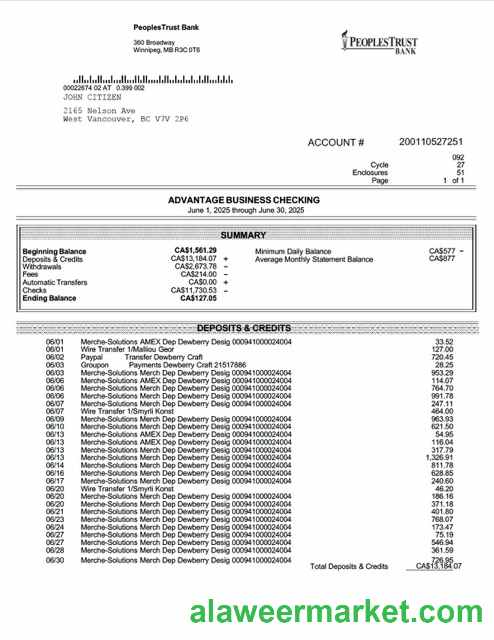 PeoplesTrust Bank
360 Broadway
Winnipeg, MB R3C 0T6
PEOPLESTRUST
BANK
00022674 02 AT 0.399 002
JOHN CITIZEN
2165 Nelson Ave
West Vancouver, BC V7V 2P6
ACCOUNT # 200110527251
092
Cycle 27
Enclosures 51
Page 1 of 1
ADVANTAGE BUSINESS CHECKING
June 1, 2025 through June 30, 2025
SUMMARY
Beginning Balance CA$1,561.29 Minimum Daily Balance CA$577 –
Deposits & Credits CA$13,184.07 + Average Monthly Statement Balance CA$877
Withdrawals CA$2,673.78 –
Fees CA$214.00 –
Automatic Transfers CA$0.00 +
Checks CA$11,730.53 –
Ending Balance CA$127.05
DEPOSITS & CREDITS
06/01 Merche-Solutions AMEX Dep Dewberry Desig 000941000024004 33.52
06/01 Wire Transfer 1/Malliou Geor 127.00
06/02 Paypal Transfer Dewberry Craft 720.45
06/03 Groupon Payments Dewberry Craft 21517886 28.25
06/03 Merche-Solutions Merch Dep Dewberry Desig 000941000024004 953.29
06/06 Merche-Solutions AMEX Dep Dewberry Desig 000941000024004 114.07
06/06 Merche-Solutions Merch Dep Dewberry Desig 000941000024004 764.70
06/06 Merche-Solutions Merch Dep Dewberry Desig 000941000024004 991.78
06/07 Merche-Solutions Merch Dep Dewberry Desig 000941000024004 247.11
06/07 Wire Transfer 1/Smyrli Konst 464.00
06/09 Merche-Solutions Merch Dep Dewberry Desig 000941000024004 963.93
06/10 Merche-Solutions Merch Dep Dewberry Desig 000941000024004 621.50
06/13 Merche-Solutions AMEX Dep Dewberry Desig 000941000024004 54.95
06/13 Merche-Solutions AMEX Dep Dewberry Desig 000941000024004 116.04
06/13 Merche-Solutions Merch Dep Dewberry Desig 000941000024004 317.79
06/13 Merche-Solutions Merch Dep Dewberry Desig 000941000024004 1,326.91
06/14 Merche-Solutions Merch Dep Dewberry Desig 000941000024004 811.78
06/16 Merche-Solutions Merch Dep Dewberry Desig 000941000024004 628.85
06/17 Merche-Solutions Merch Dep Dewberry Desig 000941000024004 240.60
06/20 Wire Transfer 1/Smyrli Konst 46.20
06/20 Merche-Solutions Merch Dep Dewberry Desig 000941000024004 186.16
06/20 Merche-Solutions Merch Dep Dewberry Desig 000941000024004 371.18
06/21 Merche-Solutions Merch Dep Dewberry Desig 000941000024004 401.80
06/23 Merche-Solutions Merch Dep Dewberry Desig 000941000024004 768.07
06/24 Merche-Solutions Merch Dep Dewberry Desig 000941000024004 173.47
06/27 Merche-Solutions Merch Dep Dewberry Desig 000941000024004 75.19
06/27 Merche-Solutions Merch Dep Dewberry Desig 000941000024004 546.94
06/28 Merche-Solutions Merch Dep Dewberry Desig 000941000024004 361.59
06/30 Merche-Solutions Merch Dep Dewberry Desig 000941000024004 726.95
Total Deposits & Credits CA$13,184.07
alaweermarket.com